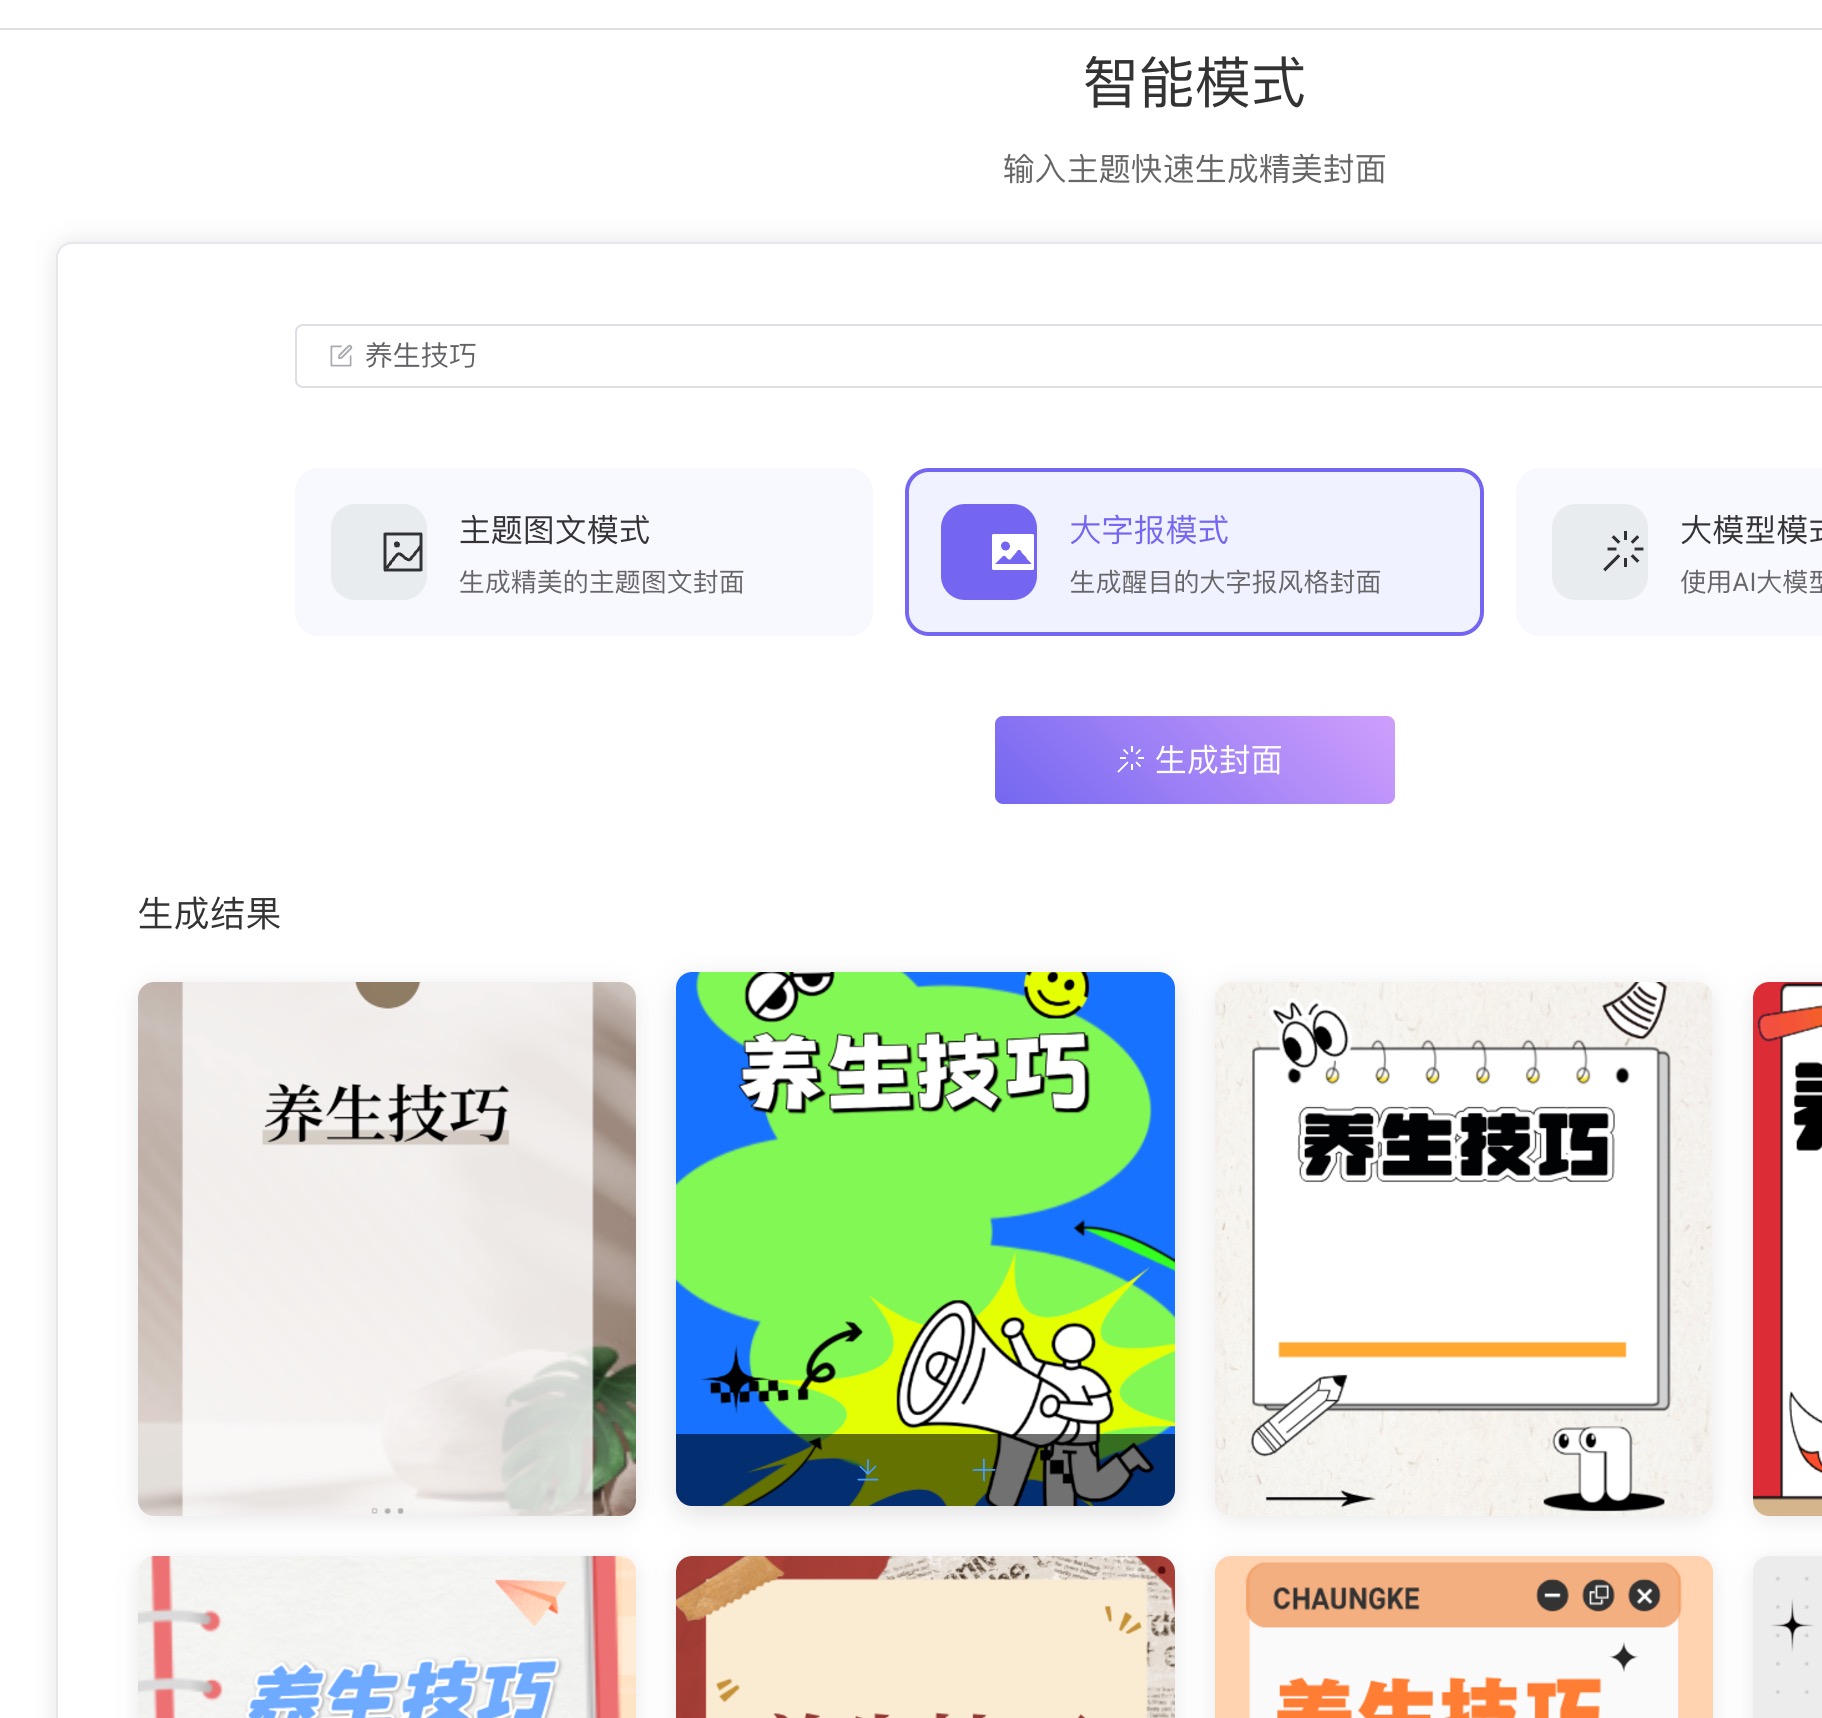 智能模式
输入主题快速生成精美封面
养生技巧
主题图文模式
生成精美的主题图文封面
大字报模式
生成醒目的大字报风格封面
大模型模式
使用AI大模型
生成封面
生成结果
养生技巧
养生技巧
养生技巧
养生技巧
CHAUNGKE
养生技巧